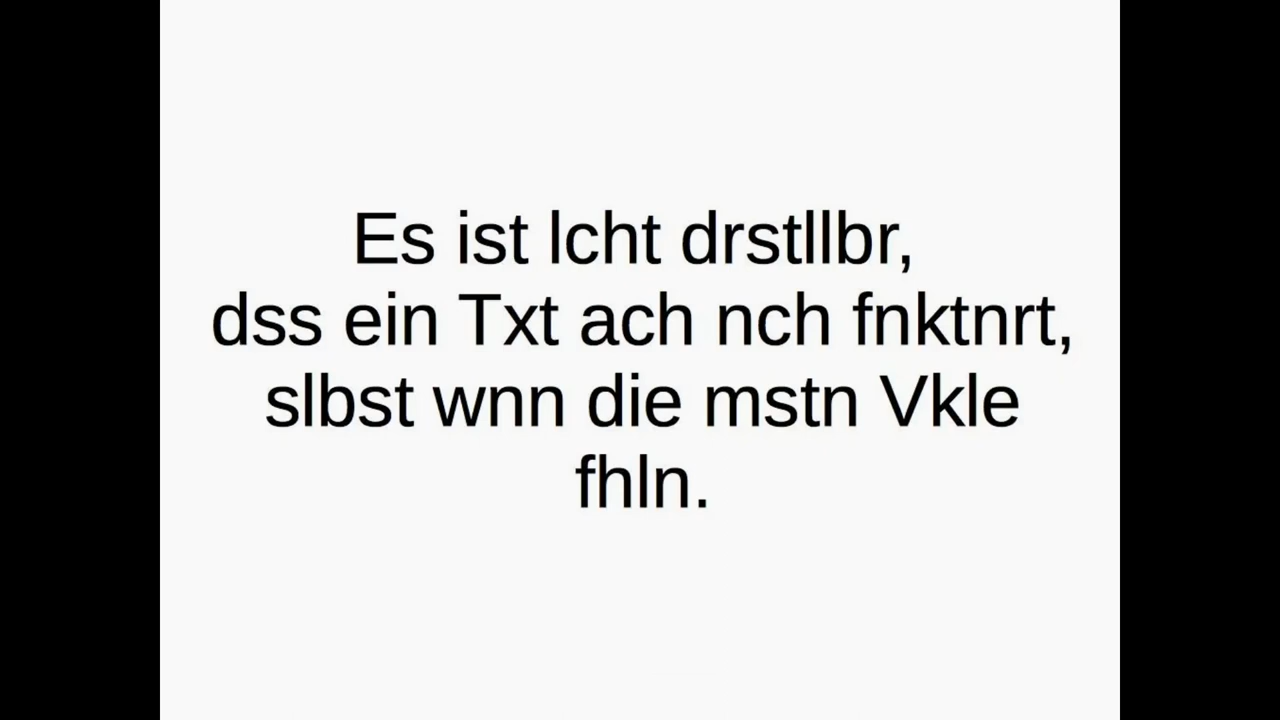 Es ist lcht drstllbr,
dss ein Txt ach nch fnktnrt,
slbst wnn die mstn Vkle
fhln.